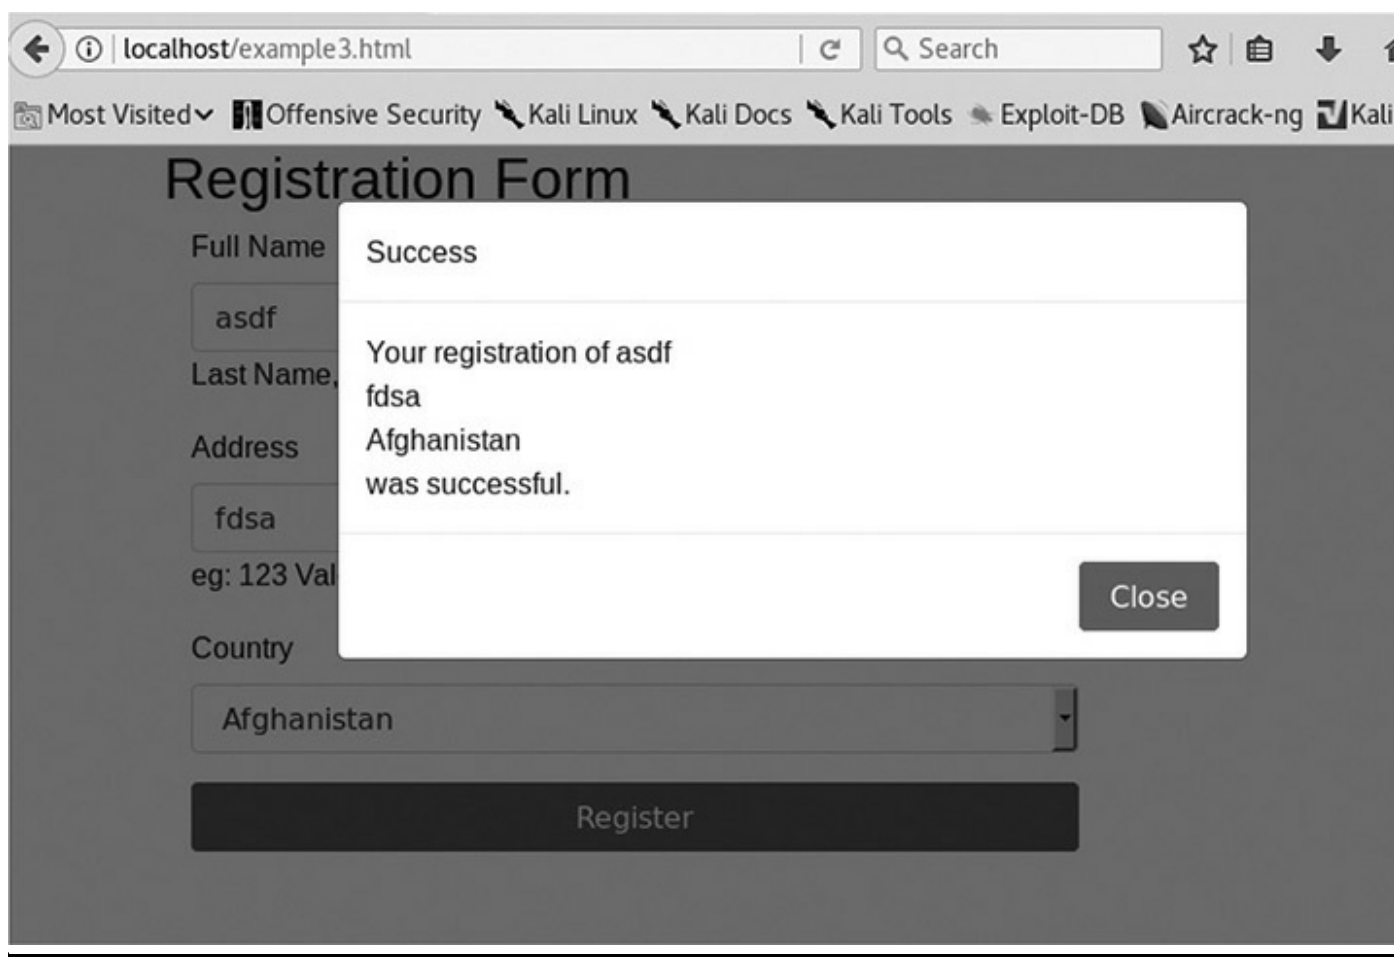 localhost/example3.html
Search
Most Visited Offensive Security Kali Linux Kali Docs Kali Tools Exploit-DB Aircrack-ng Kali
Registration Form
Full Name
asdf
Last Name,
Address
fdsa
eg: 123 Val
Country
Afghanistan
Register
Success
Your registration of asdf
fdsa
Afghanistan
was successful.
Close